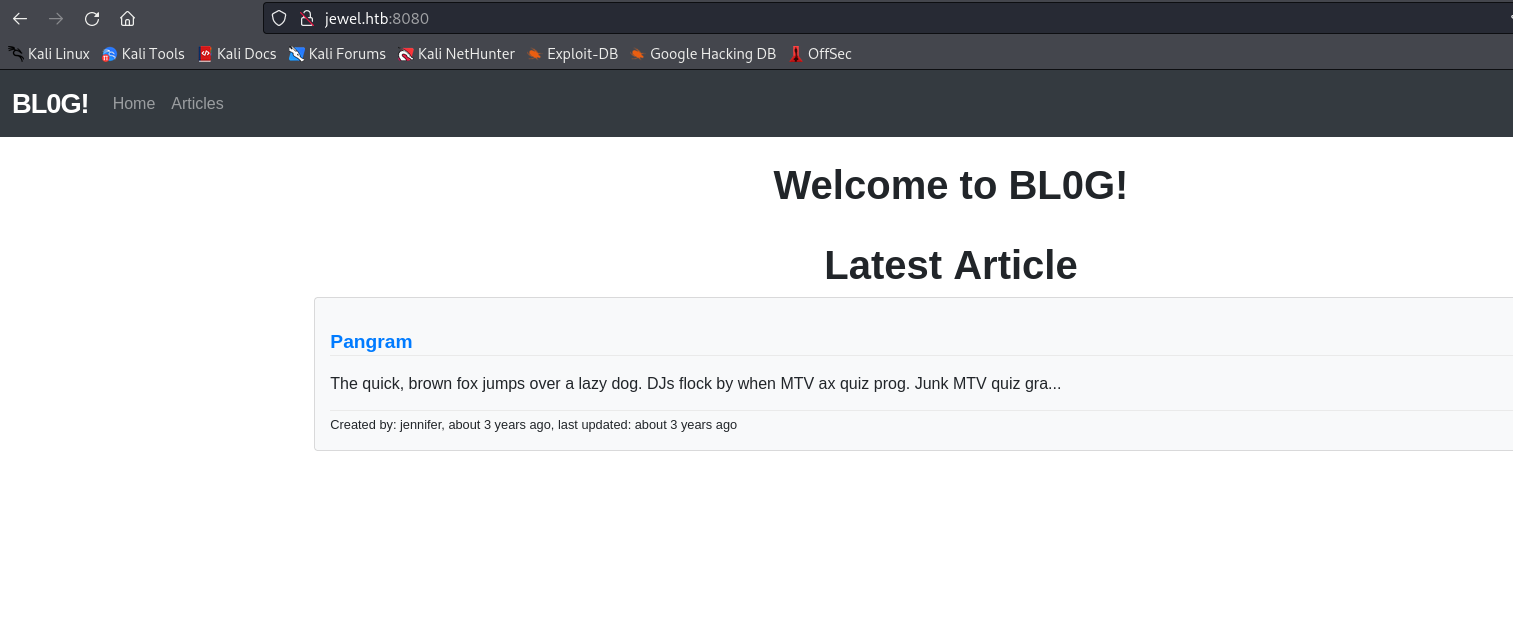 jewel.htb:8080
Kali Linux Kali Tools Kali Docs Kali Forums Kali NetHunter Exploit-DB Google Hacking DB OffSec
BL0G! Home Articles
Welcome to BL0G!
Latest Article
Pangram
The quick, brown fox jumps over a lazy dog. DJs flock by when MTV ax quiz prog. Junk MTV quiz gra...
Created by: jennifer, about 3 years ago, last updated: about 3 years ago